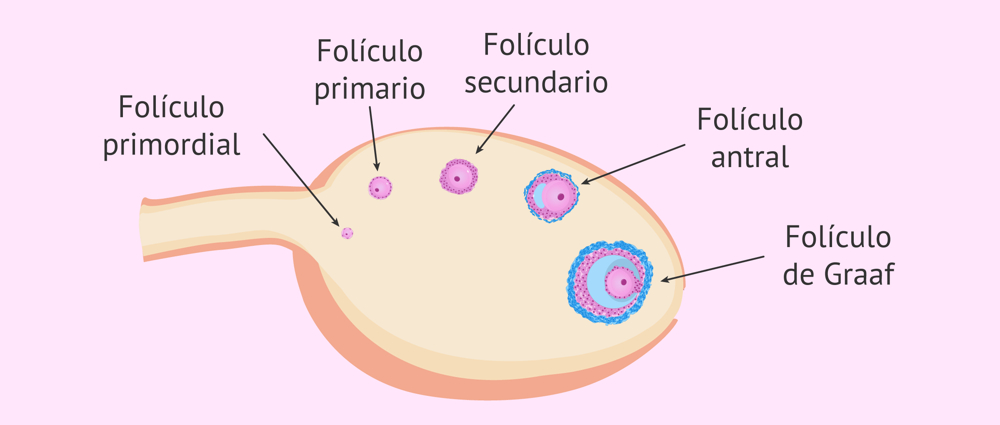 Folículo
primordial
Folículo
primario
Folículo
secundario
Folículo
antral
Folículo
de Graaf